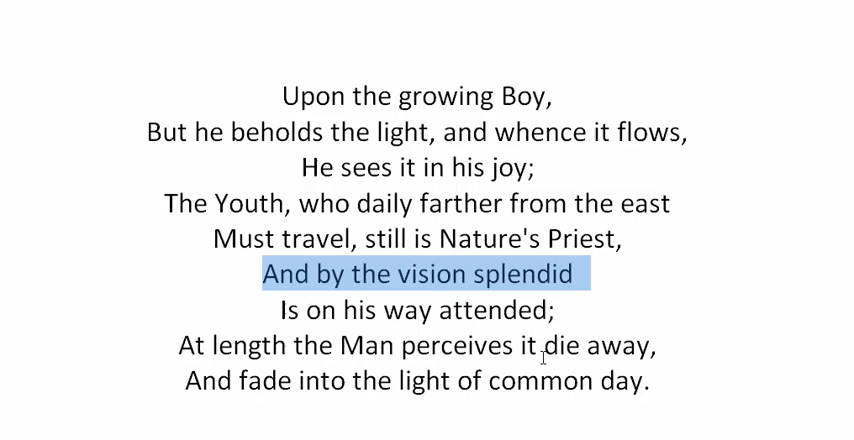 Upon the growing Boy,
But he beholds the light, and whence it flows,
He sees it in his joy;
The Youth, who daily farther from the east
Must travel, still is Nature's Priest,
And by the vision splendid
Is on his way attended;
At length the Man perceives it die away,
And fade into the light of common day.